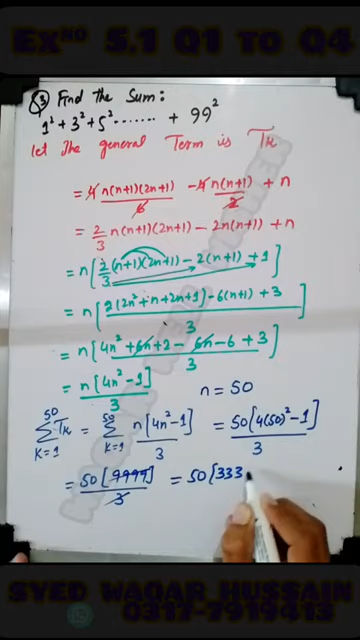 Ex NO 5.1 Q1 TO Q4
Q3 Find the Sum:
1² + 3² + 5² ....... + 99²
let The general Term is Tk
= 4 n(n+1)(2n+1)/6 - 4 n(n+1)/2 + n
= 2/3 n(n+1)(2n+1) - 2n(n+1) + n
= n[2/3 (n+1)(2n+1) - 2(n+1) + 1]
= n[2(2n²+n+2n+1) - 6(n+1) + 3]/3
= n[4n² + 6n + 2 - 6n - 6 + 3]/3
= n[4n² - 1]/3 n = 50
50∑k=1 Tk = 50∑k=1 n[4n² - 1]/3 = 50[4(50)² - 1]/3
= 50[9999]/3 = 50[333
SYED WAQAR HUSSAIN
0317-7919413